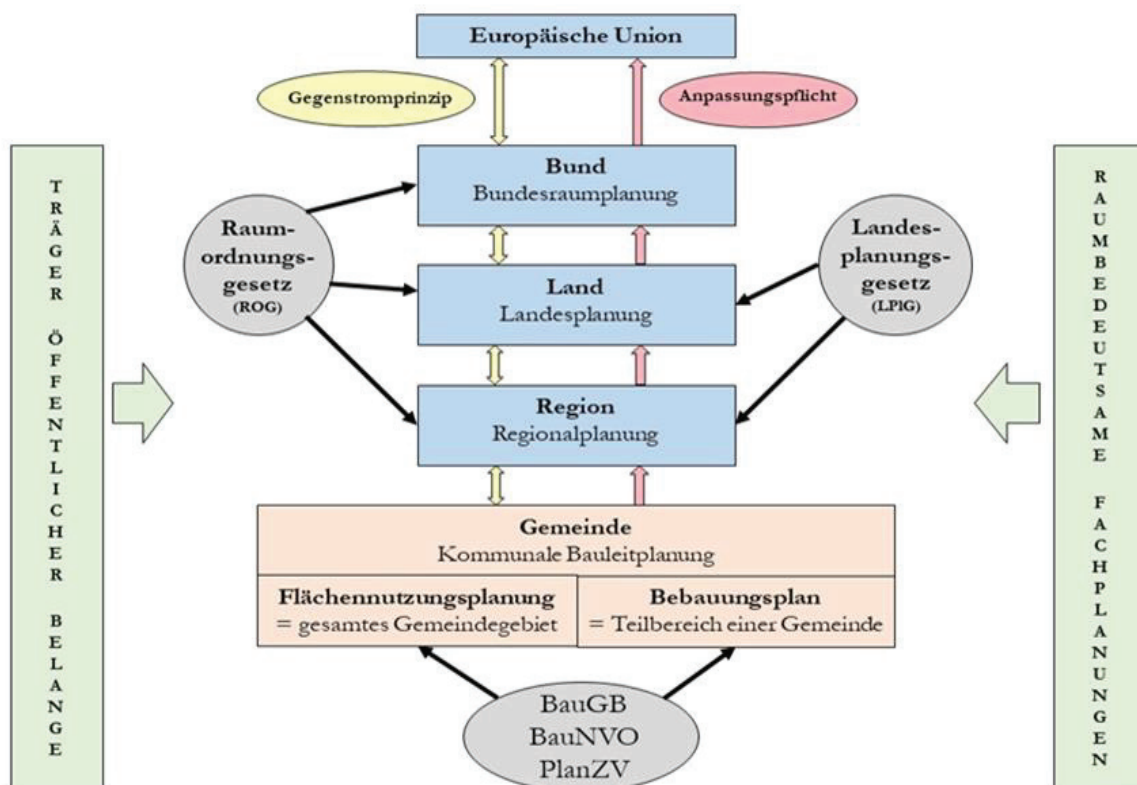 Europäische Union
Gegenstromprinzip
Anpassungspflicht
TRÄGER ÖFFENTLICHER BELANGE
Bund
Bundesraumplanung
Raum-
ordnungs-
gesetz
(ROG)
Landes-
planungs-
gesetz
(LPlG)
Land
Landesplanung
Region
Regionalplanung
RAUMBEDEUTSAME FACHPLANUNGEN
Gemeinde
Kommunale Bauleitplanung
Flächennutzungsplanung
= gesamtes Gemeindegebiet
Bebauungsplan
= Teilbereich einer Gemeinde
BauGB
BauNVO
PlanZV